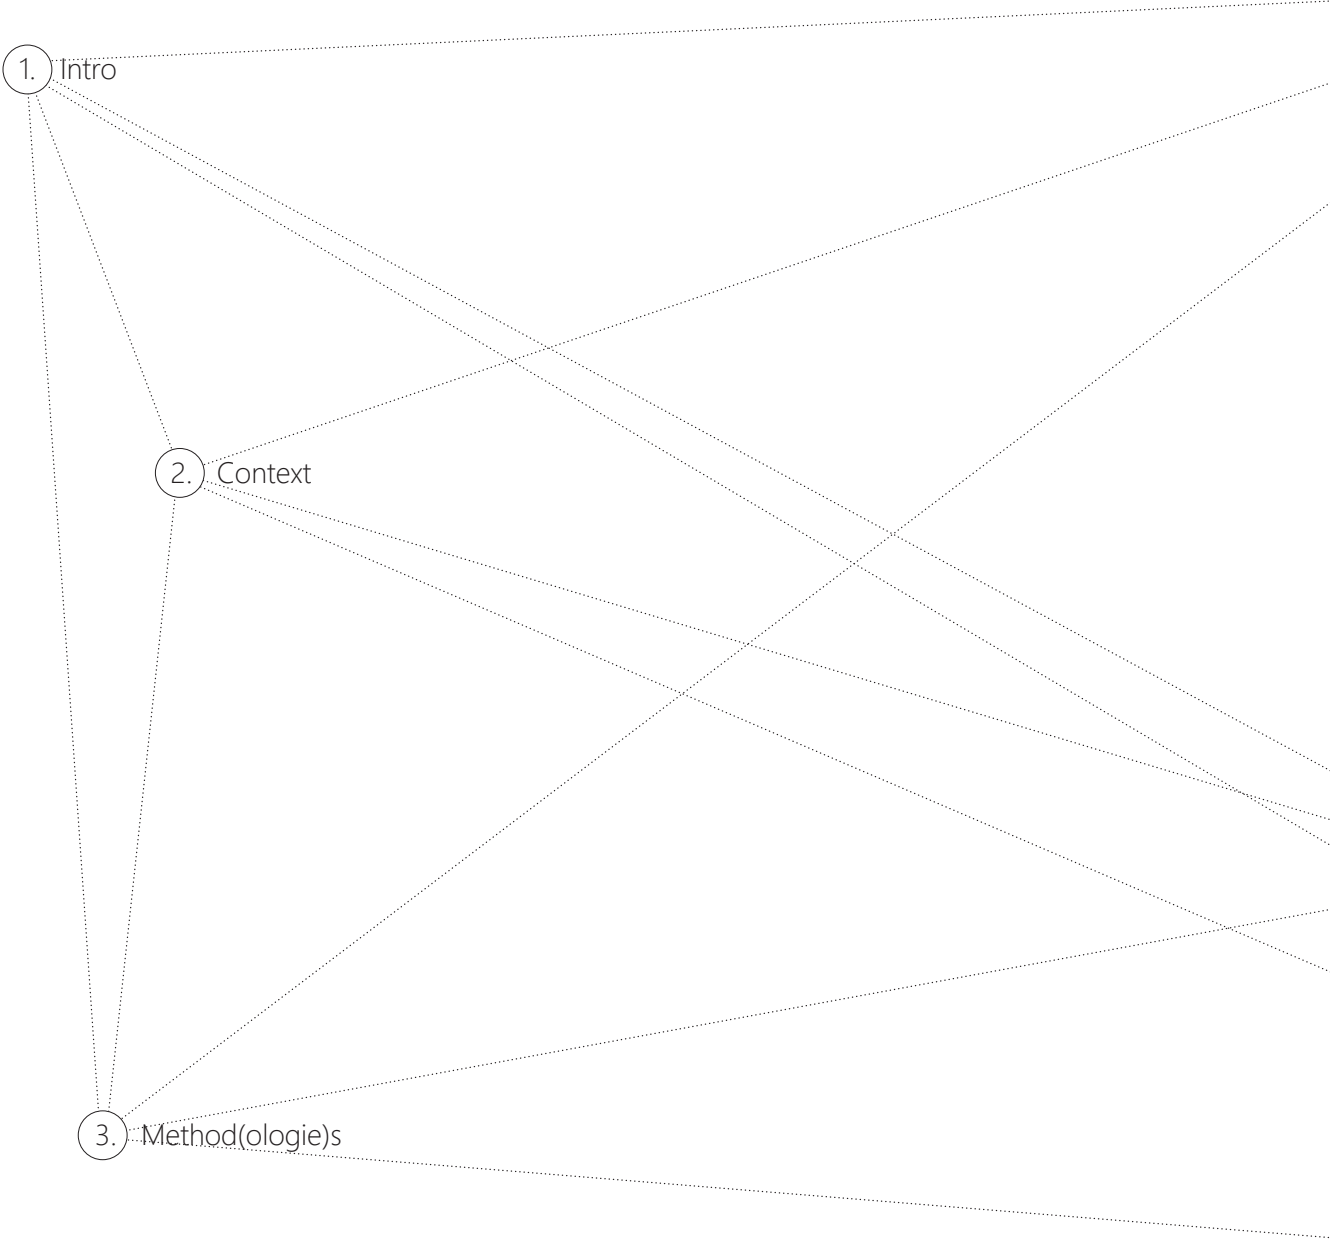 1. Intro
2. Context
3. Method(ologie)s